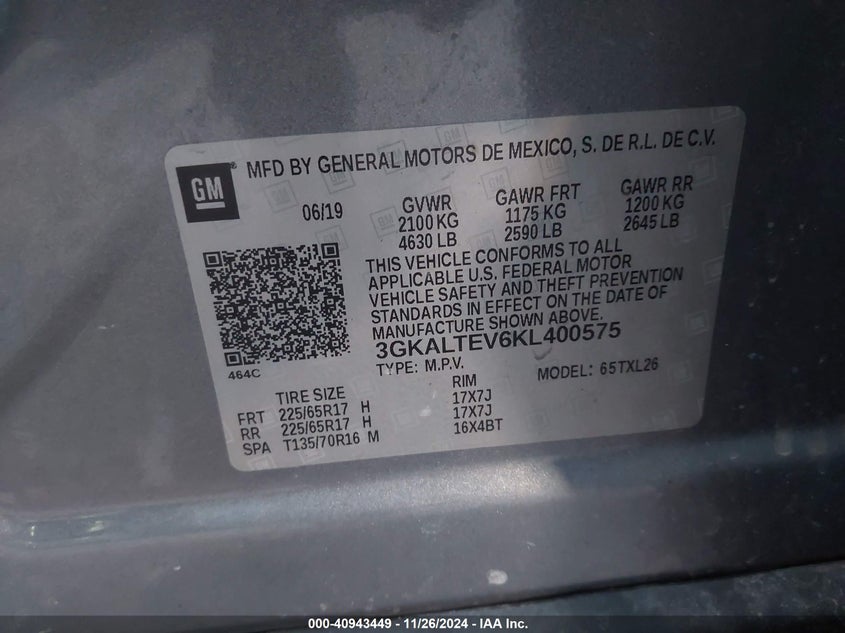 GM
MFD BY GENERAL MOTORS DE MEXICO, S. DE R.L. DE C.V.
06/19 GVWR GAWR FRT GAWR RR
2100 KG 1175 KG 1200 KG
4630 LB 2590 LB 2645 LB
THIS VEHICLE CONFORMS TO ALL
APPLICABLE U.S. FEDERAL MOTOR
VEHICLE SAFETY AND THEFT PREVENTION
STANDARDS IN EFFECT ON THE DATE OF
MANUFACTURE SHOWN ABOVE.
3GKALTEV6KL400575
464C TYPE: M.P.V. MODEL: 65TXL26
TIRE SIZE RIM
FRT 225/65R17 H 17X7J
RR 225/65R17 H 17X7J
SPA T135/70R16 M 16X4BT
000-40943449 - 11/26/2024 - IAA Inc.